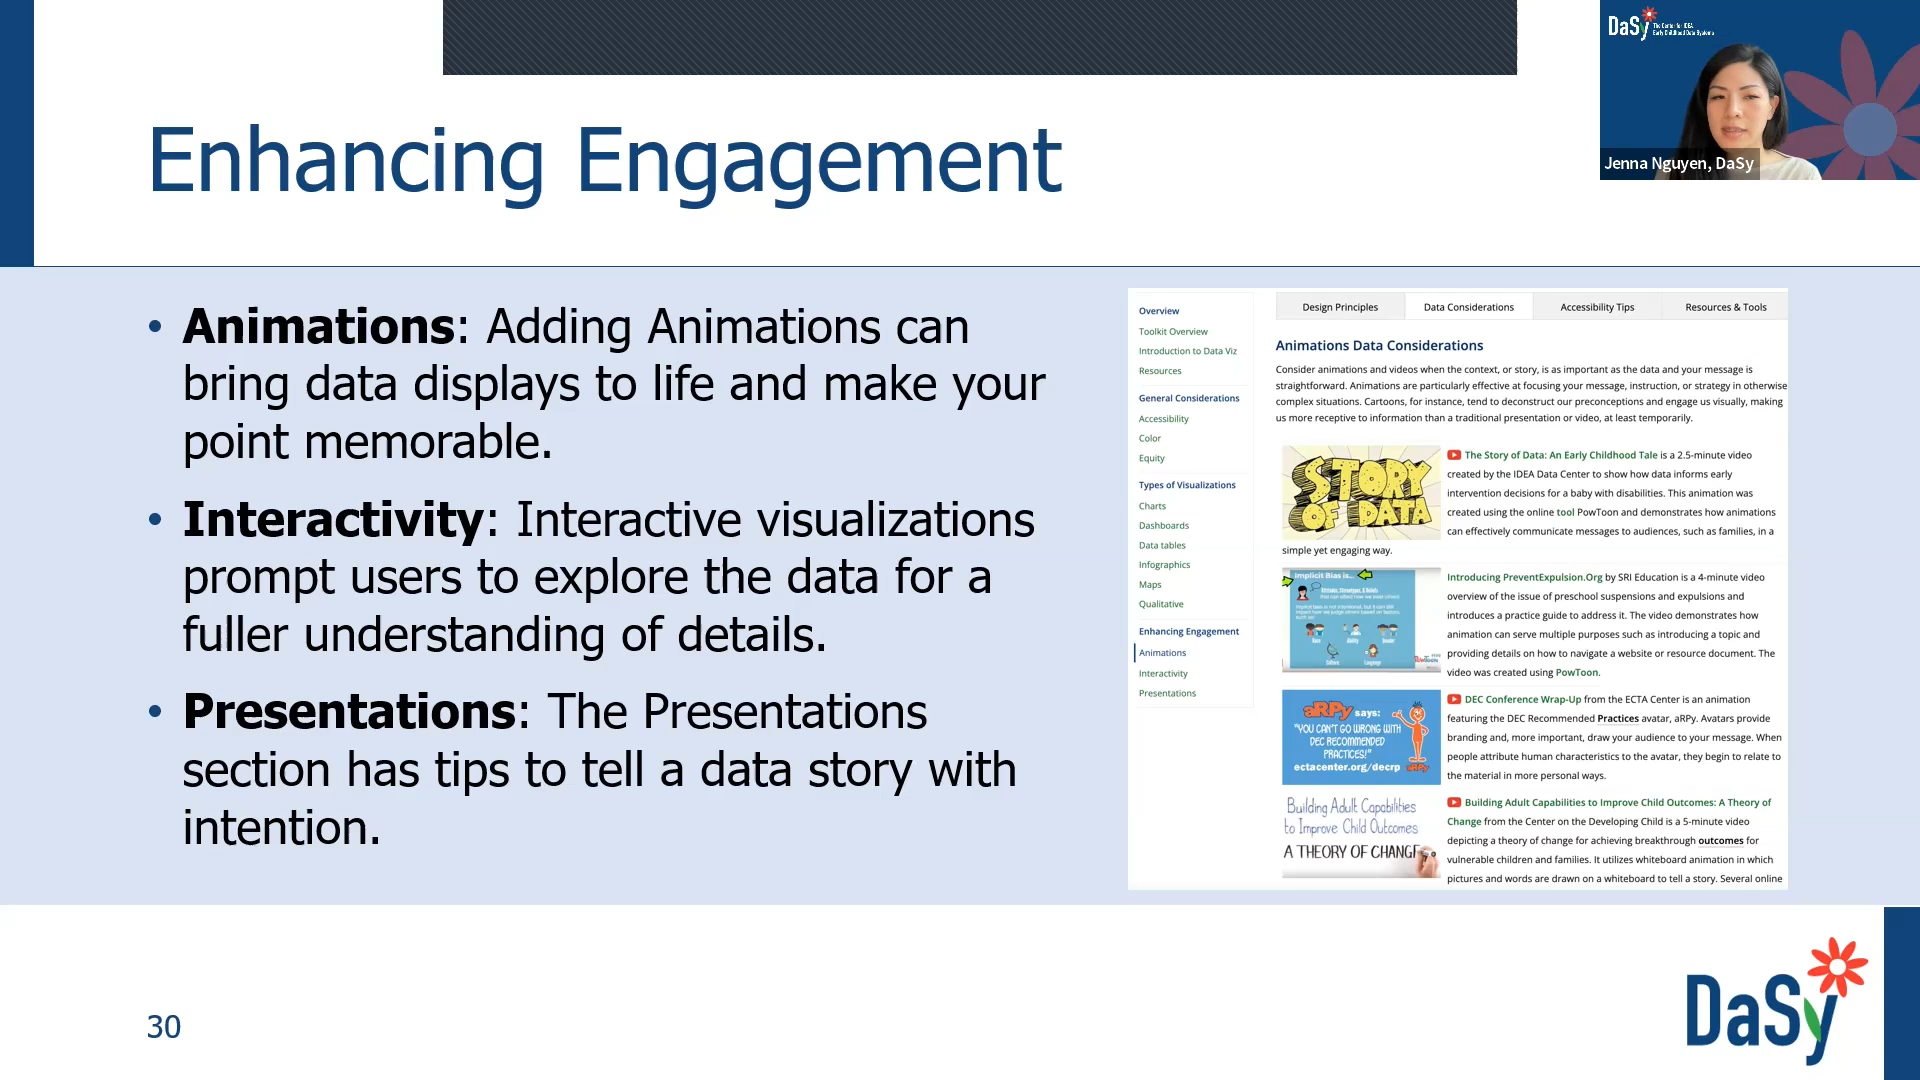 DaSy The Center for IDEA
Early Childhood Data Systems
Jenna Nguyen, DaSy
Enhancing Engagement
• Animations: Adding Animations can
bring data displays to life and make your
point memorable.
• Interactivity: Interactive visualizations
prompt users to explore the data for a
fuller understanding of details.
• Presentations: The Presentations
section has tips to tell a data story with
intention.
Overview
Toolkit Overview
Introduction to Data Viz
Resources
General Considerations
Accessibility
Color
Equity
Types of Visualizations
Charts
Dashboards
Data tables
Infographics
Maps
Qualitative
Enhancing Engagement
Animations
Interactivity
Presentations
Design Principles Data Considerations Accessibility Tips Resources & Tools
Animations Data Considerations
Consider animations and videos when the context, or story, is as important as the data and your message is
straightforward. Animations are particularly effective at focusing your message, instruction, or strategy in otherwise
complex situations. Cartoons, for instance, tend to deconstruct our preconceptions and engage us visually, making
us more receptive to information than a traditional presentation or video, at least temporarily.
STORY
OF DATA
The Story of Data: An Early Childhood Tale is a 2.5-minute video
created by the IDEA Data Center to show how data informs early
intervention decisions for a baby with disabilities. This animation was
created using the online tool PowToon and demonstrates how animations
can effectively communicate messages to audiences, such as families, in a
simple yet engaging way.
Implicit Bias is...
Race Ability Gender
Culture Language
Introducing PreventExpulsion.Org by SRI Education is a 4-minute video
overview of the issue of preschool suspensions and expulsions and
introduces a practice guide to address it. The video demonstrates how
animation can serve multiple purposes such as introducing a topic and
providing details on how to navigate a website or resource document. The
video was created using PowToon.
aRPy says:
"YOU CAN'T GO WRONG WITH
DEC RECOMMENDED
PRACTICES!"
ectacenter.org/decrp
aRPy
DEC Conference Wrap-Up from the ECTA Center is an animation
featuring the DEC Recommended Practices avatar, aRPy. Avatars provide
branding and, more important, draw your audience to your message. When
people attribute human characteristics to the avatar, they begin to relate to
the material in more personal ways.
Building Adult Capabilities
to Improve Child Outcomes
A THEORY OF CHANGE
Building Adult Capabilities to Improve Child Outcomes: A Theory of
Change from the Center on the Developing Child is a 5-minute video
depicting a theory of change for achieving breakthrough outcomes for
vulnerable children and families. It utilizes whiteboard animation in which
pictures and words are drawn on a whiteboard to tell a story. Several online
30
DaSy